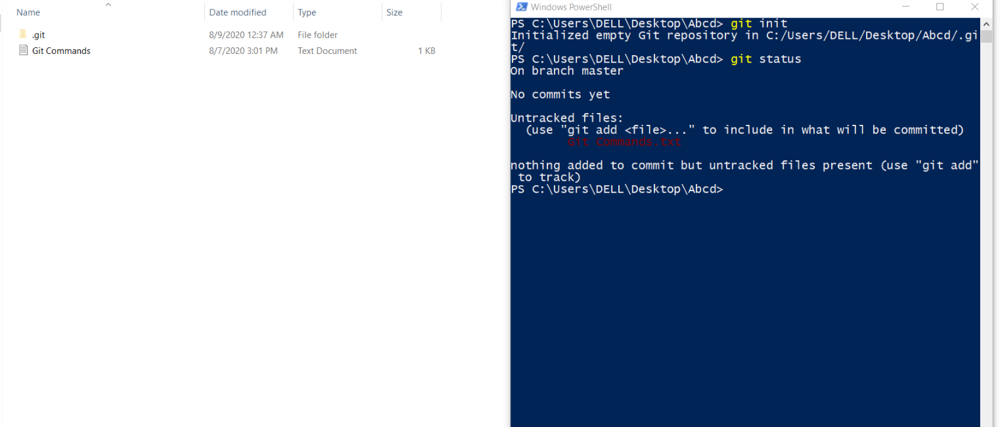 Name Date modified Type Size
.git 8/9/2020 12:37 AM File folder
Git Commands 8/7/2020 3:01 PM Text Document 1 KB
Windows PowerShell
PS C:\Users\DELL\Desktop\Abcd> git init
Initialized empty Git repository in C:/Users/DELL/Desktop/Abcd/.gi
t/
PS C:\Users\DELL\Desktop\Abcd> git status
On branch master
No commits yet
Untracked files:
(use "git add <file>..." to include in what will be committed)
Git Commands.txt
nothing added to commit but untracked files present (use "git add"
to track)
PS C:\Users\DELL\Desktop\Abcd>